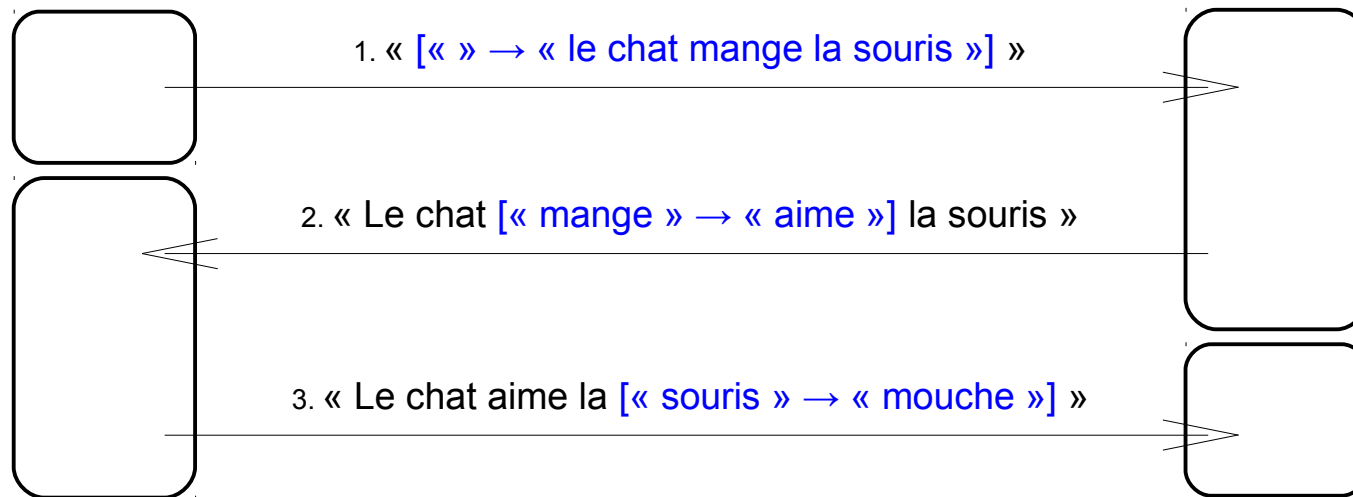 1. « [« » → « le chat mange la souris »] »
2. « Le chat [« mange » → « aime »] la souris »
3. « Le chat aime la [« souris » → « mouche »] »